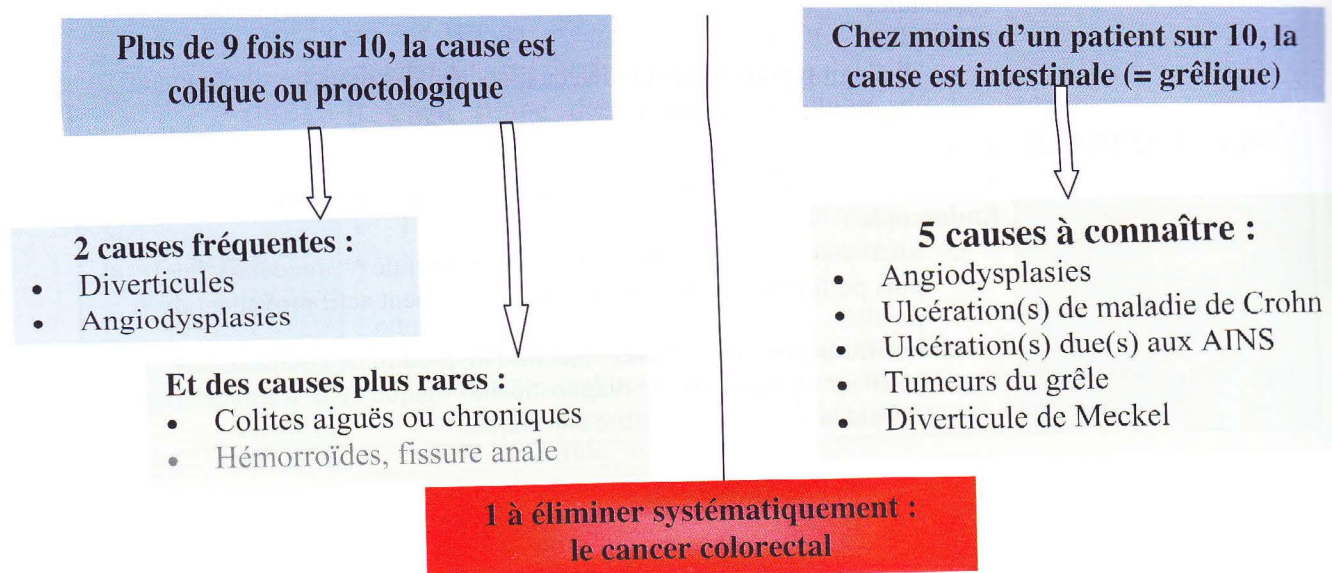 Plus de 9 fois sur 10, la cause est
colique ou proctologique
2 causes fréquentes :
• Diverticules
• Angiodysplasies
Et des causes plus rares :
• Colites aiguës ou chroniques
• Hémorroïdes, fissure anale
Chez moins d'un patient sur 10, la
cause est intestinale (= grêlique)
5 causes à connaître :
• Angiodysplasies
• Ulcération(s) de maladie de Crohn
• Ulcération(s) due(s) aux AINS
• Tumeurs du grêle
• Diverticule de Meckel
1 à éliminer systématiquement :
le cancer colorectal